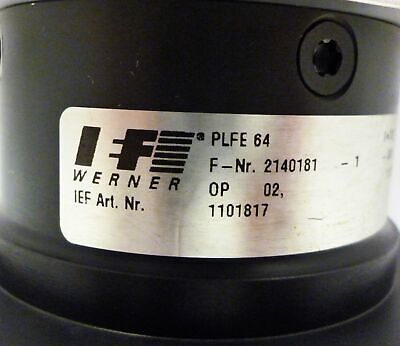 IEF ® PLFE 64
F-Nr. 2140181 - 1
WERNER OP 02,
IEF Art. Nr. 1101817